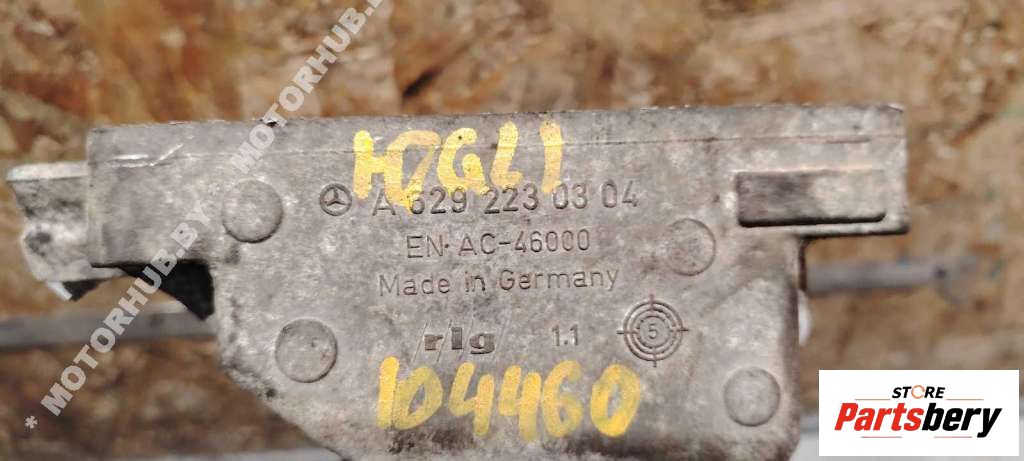 H7GL1
A 629 223 03 04
EN-AC-46000
Made in Germany
rlg 1.1 5
104460
* MOTORHUB.BY * MOTORHUB.BY
STORE
Partsbery